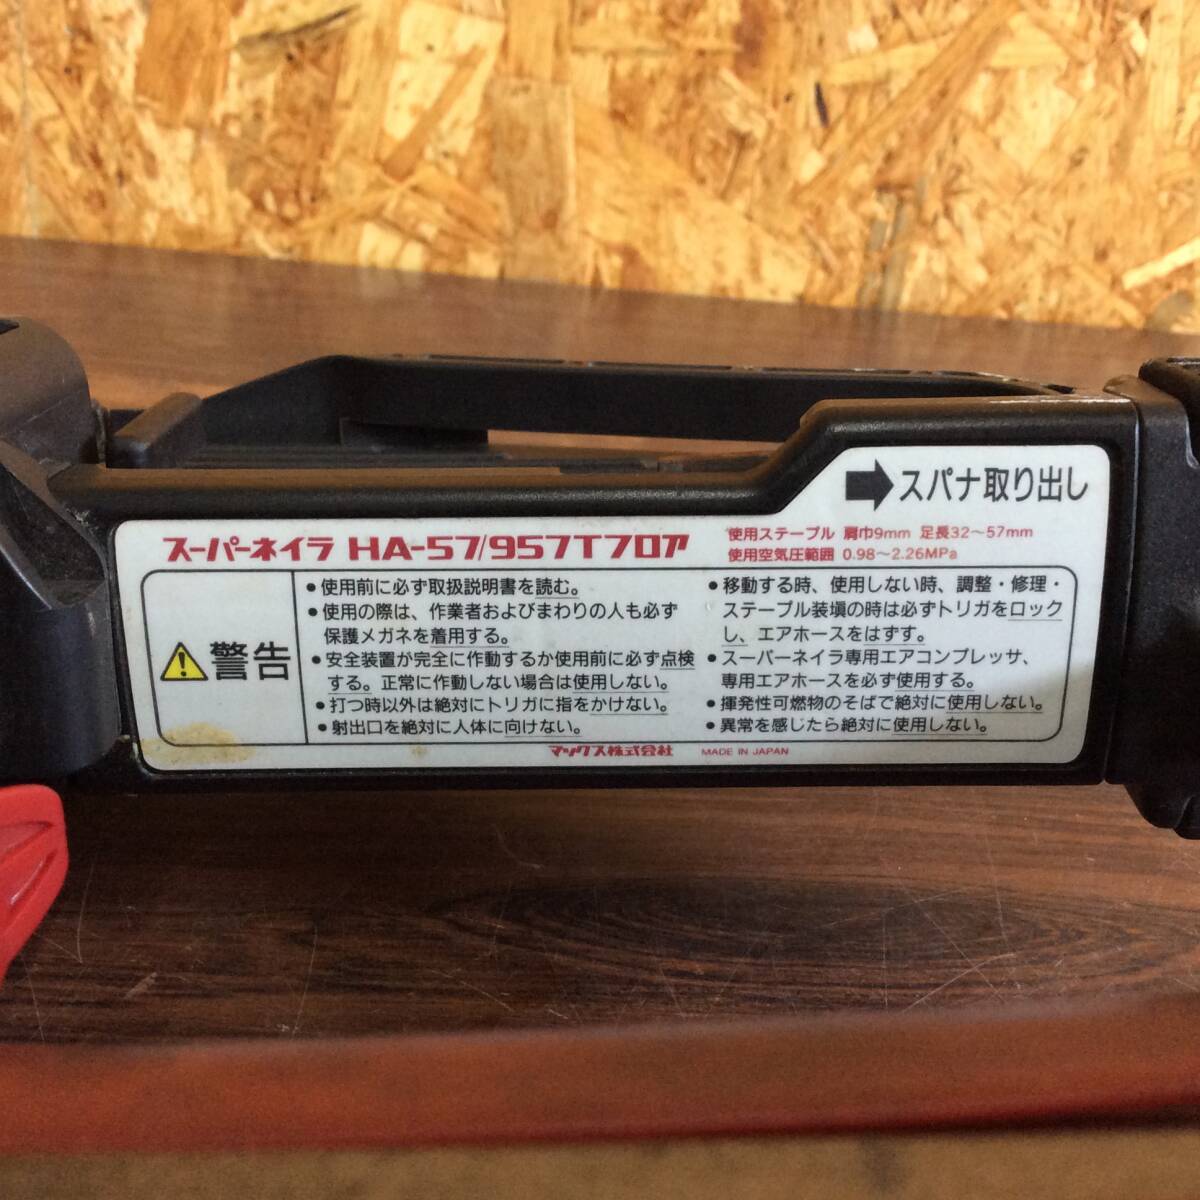 スパナ取り出し
スーパーネイラ HA-57/957Tフロア
使用ステープル 肩巾9mm 足長32〜57mm
使用空気圧範囲 0.98〜2.26MPa
警告
•使用前に必ず取扱説明書を読む。
•使用の際は、作業者およびまわりの人も必ず
保護メガネを着用する。
•安全装置が完全に作動するか使用前に必ず点検
する。正常に作動しない場合は使用しない。
•打つ時以外は絶対にトリガに指をかけない。
•射出口を絶対に人体に向けない。
•移動する時、使用しない時、調整・修理・
ステープル装塡の時は必ずトリガをロック
し、エアホースをはずす。
•スーパーネイラ専用エアコンプレッサ、
専用エアホースを必ず使用する。
•揮発性可燃物のそばで絶対に使用しない。
•異常を感じたら絶対に使用しない。
マックス株式会社 MADE IN JAPAN